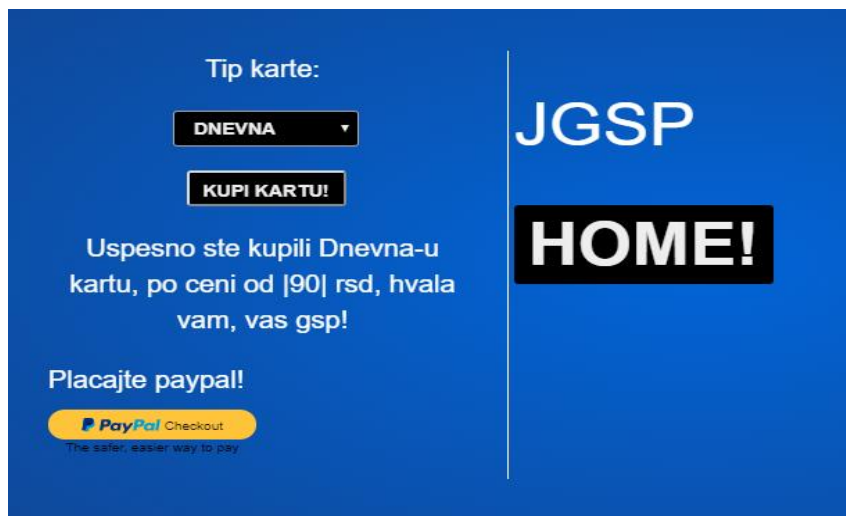 Tip karte:
DNEVNA
KUPI KARTU!
Uspesno ste kupili Dnevna-u
kartu, po ceni od |90| rsd, hvala
vam, vas gsp!
Placajte paypal!
PayPal Checkout
The safer, easier way to pay
JGSP
HOME!